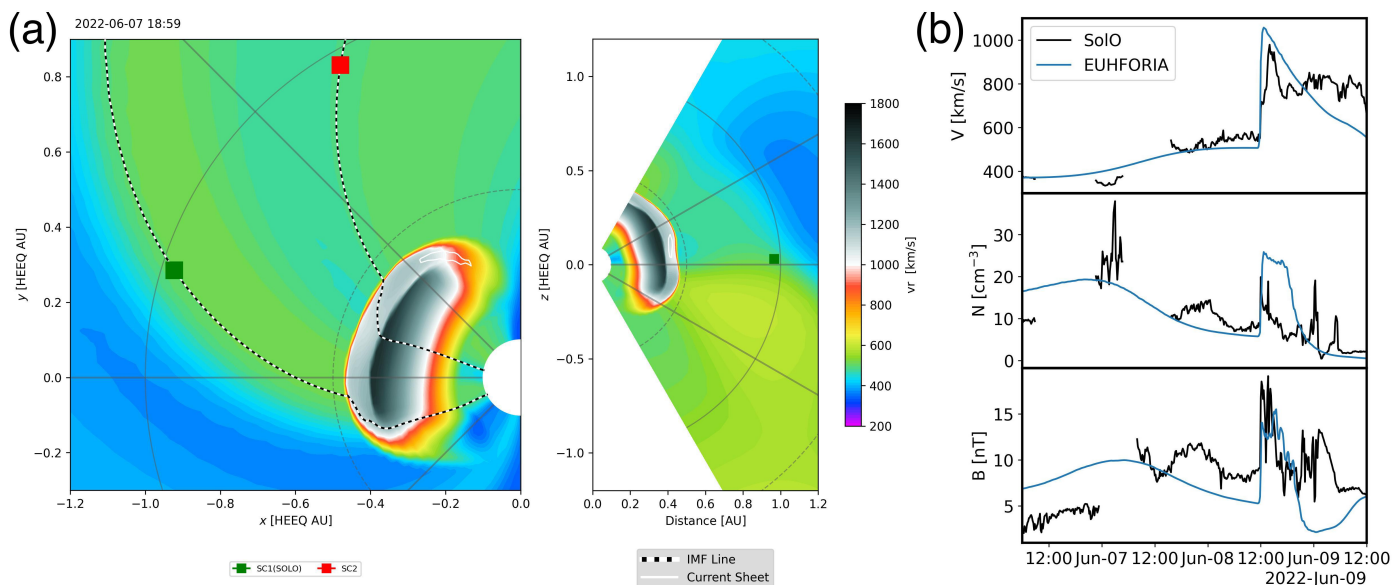 (a)
2022-06-07 18:59
0.8
0.6
0.4
0.2
0.0
−0.2
y [HEEQ AU]
−1.2 −1.0 −0.8 −0.6 −0.4 −0.2 0.0
x [HEEQ AU]
SC1(SOLO) SC2
1.0
0.5
0.0
−0.5
−1.0
z [HEEQ AU]
0.0 0.2 0.4 0.6 0.8 1.0 1.2
Distance [AU]
IMF Line
Current Sheet
1800
1600
1400
1200
1000
800
600
400
200
vr [km/s]
(b)
SolO
EUHFORIA
1000
800
600
400
V [km/s]
30
20
10
0
N [cm⁻³]
15
10
5
B [nT]
12:00 Jun-07 12:00 Jun-08 12:00 Jun-09 12:00
2022-Jun-09